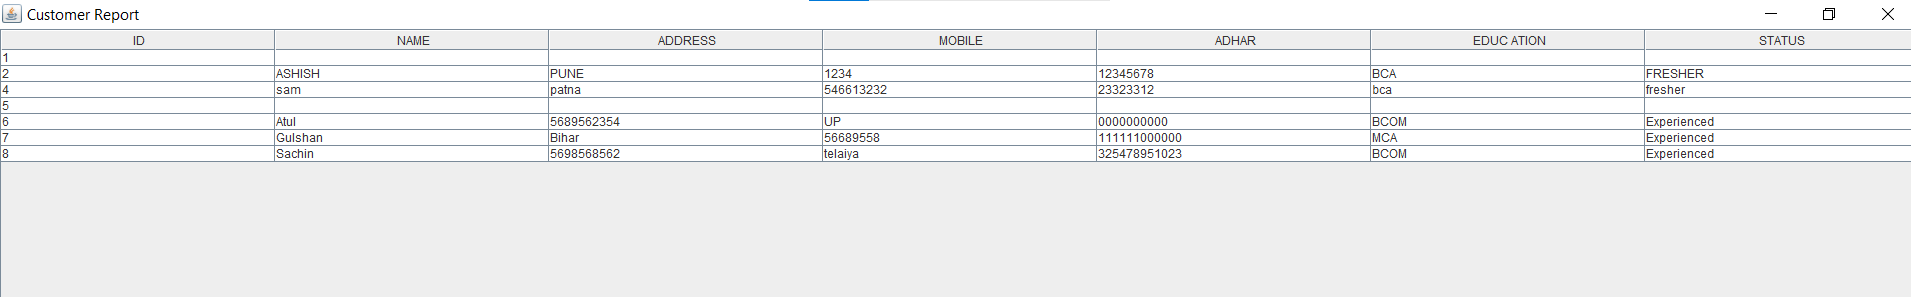 Customer Report
ID NAME ADDRESS MOBILE ADHAR EDUC ATION STATUS
1
2 ASHISH PUNE 1234 12345678 BCA FRESHER
4 sam patna 546613232 23323312 bca fresher
5
6 Atul 5689562354 UP 0000000000 BCOM Experienced
7 Gulshan Bihar 56689558 111111000000 MCA Experienced
8 Sachin 5698568562 telaiya 325478951023 BCOM Experienced